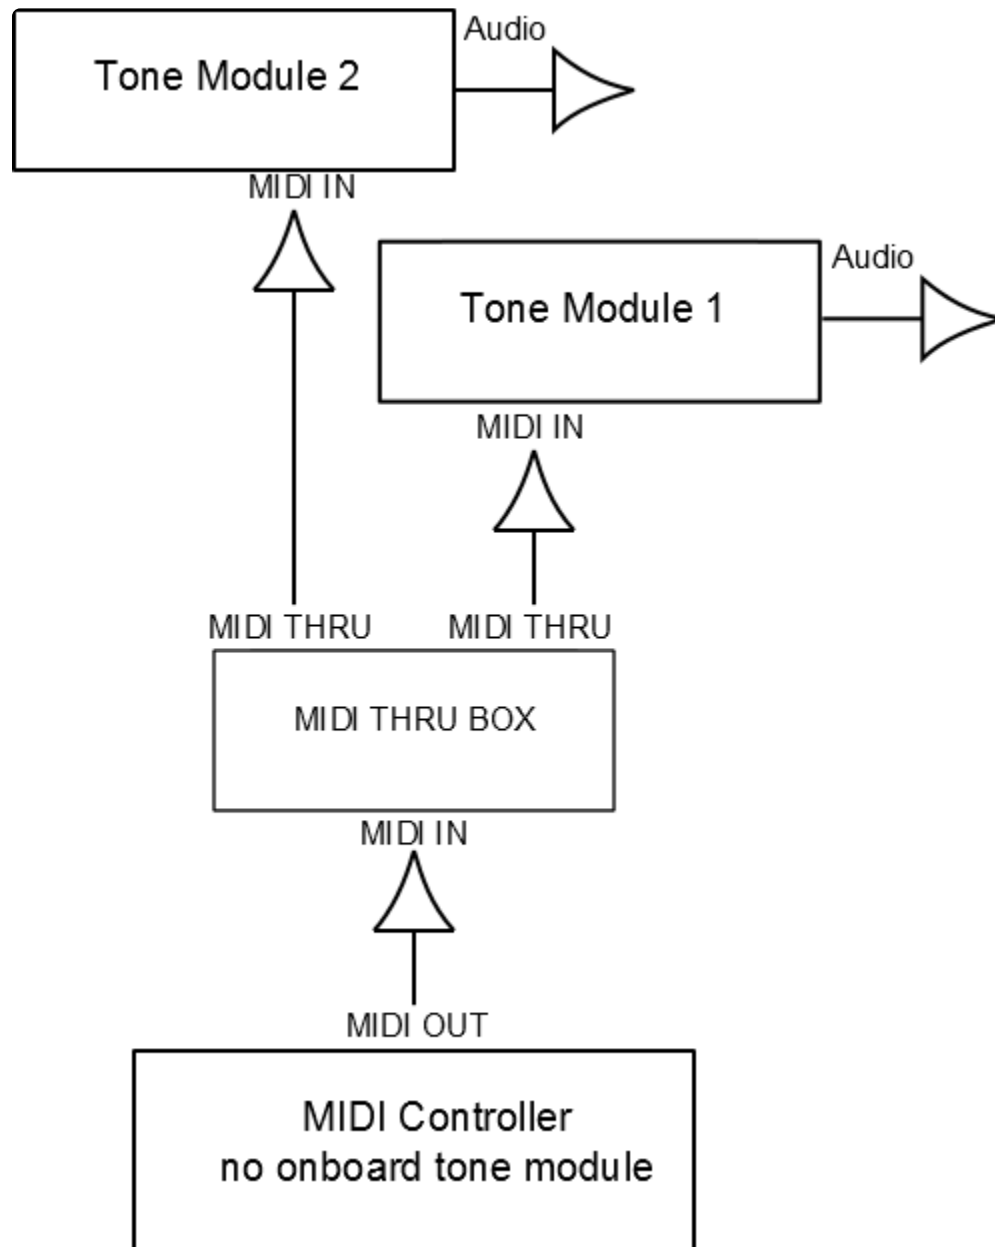 Audio
Tone Module 2
MIDI IN
Audio
Tone Module 1
MIDI IN
MIDI THRU
MIDI THRU
MIDI THRU BOX
MIDI IN
MIDI OUT
MIDI Controller
no onboard tone module